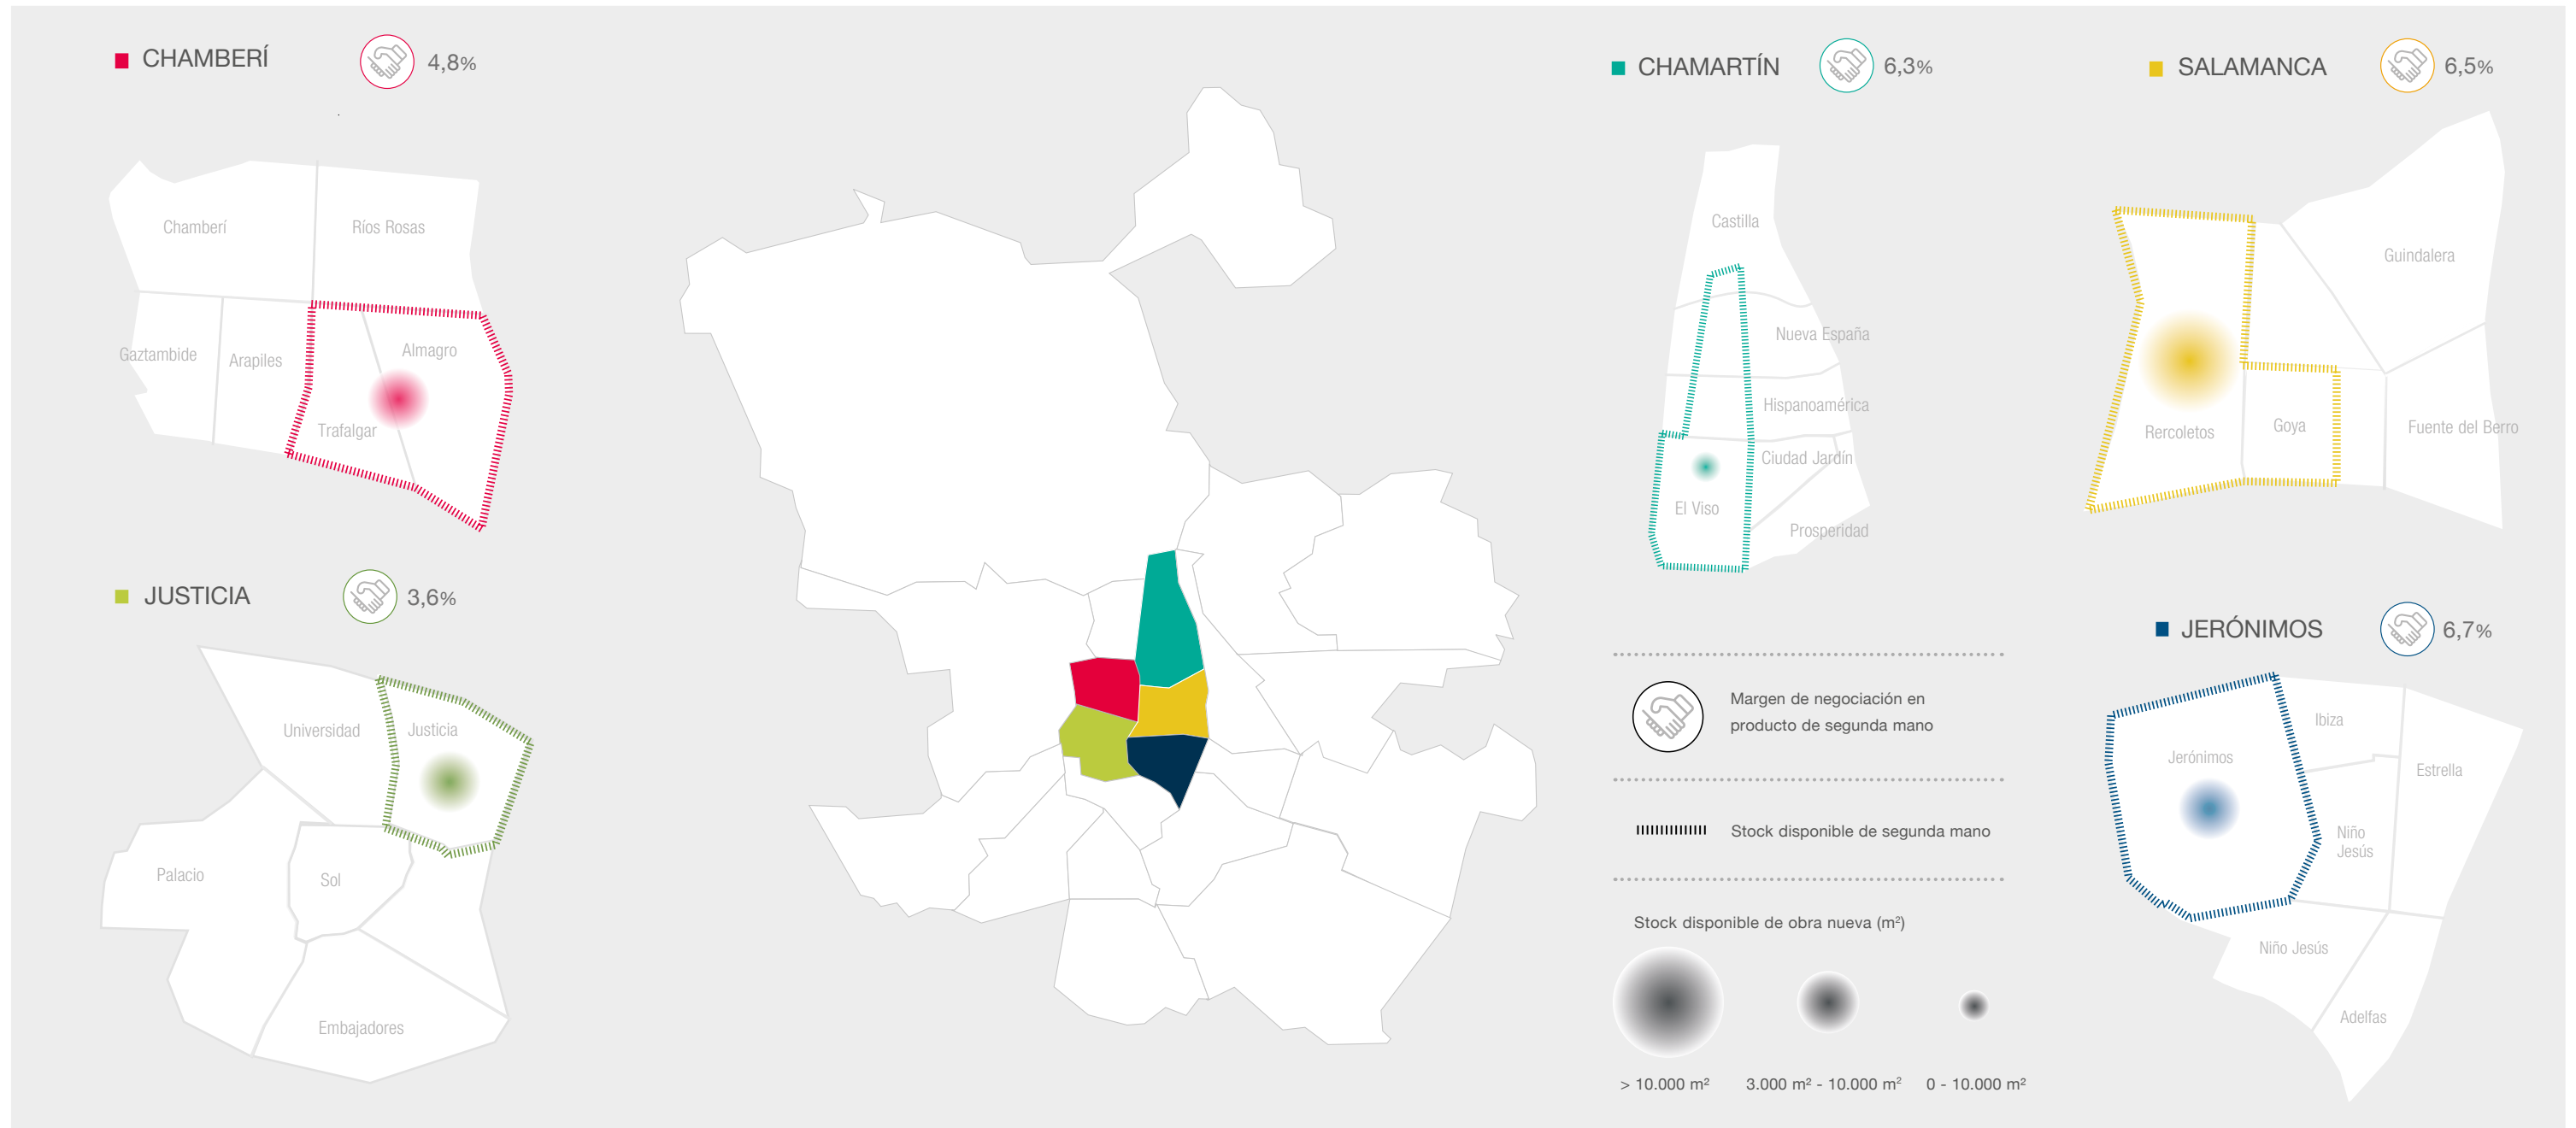 CHAMBERÍ
4,8%
Chamberí
Ríos Rosas
Gaztambide
Arapiles
Almagro
Trafalgar
JUSTICIA
3,6%
Universidad
Justicia
Palacio
Sol
Embajadores
CHAMARTÍN
6,3%
Castilla
Nueva España
Hispanoamérica
Ciudad Jardín
El Viso
Prosperidad
SALAMANCA
6,5%
Guindalera
Rercoletos
Goya
Fuente del Berro
Margen de negociación en
producto de segunda mano
Stock disponible de segunda mano
Stock disponible de obra nueva (m²)
> 10.000 m²
3.000 m² - 10.000 m²
0 - 10.000 m²
JERÓNIMOS
6,7%
Ibiza
Jerónimos
Estrella
Niño
Jesús
Niño Jesús
Adelfas